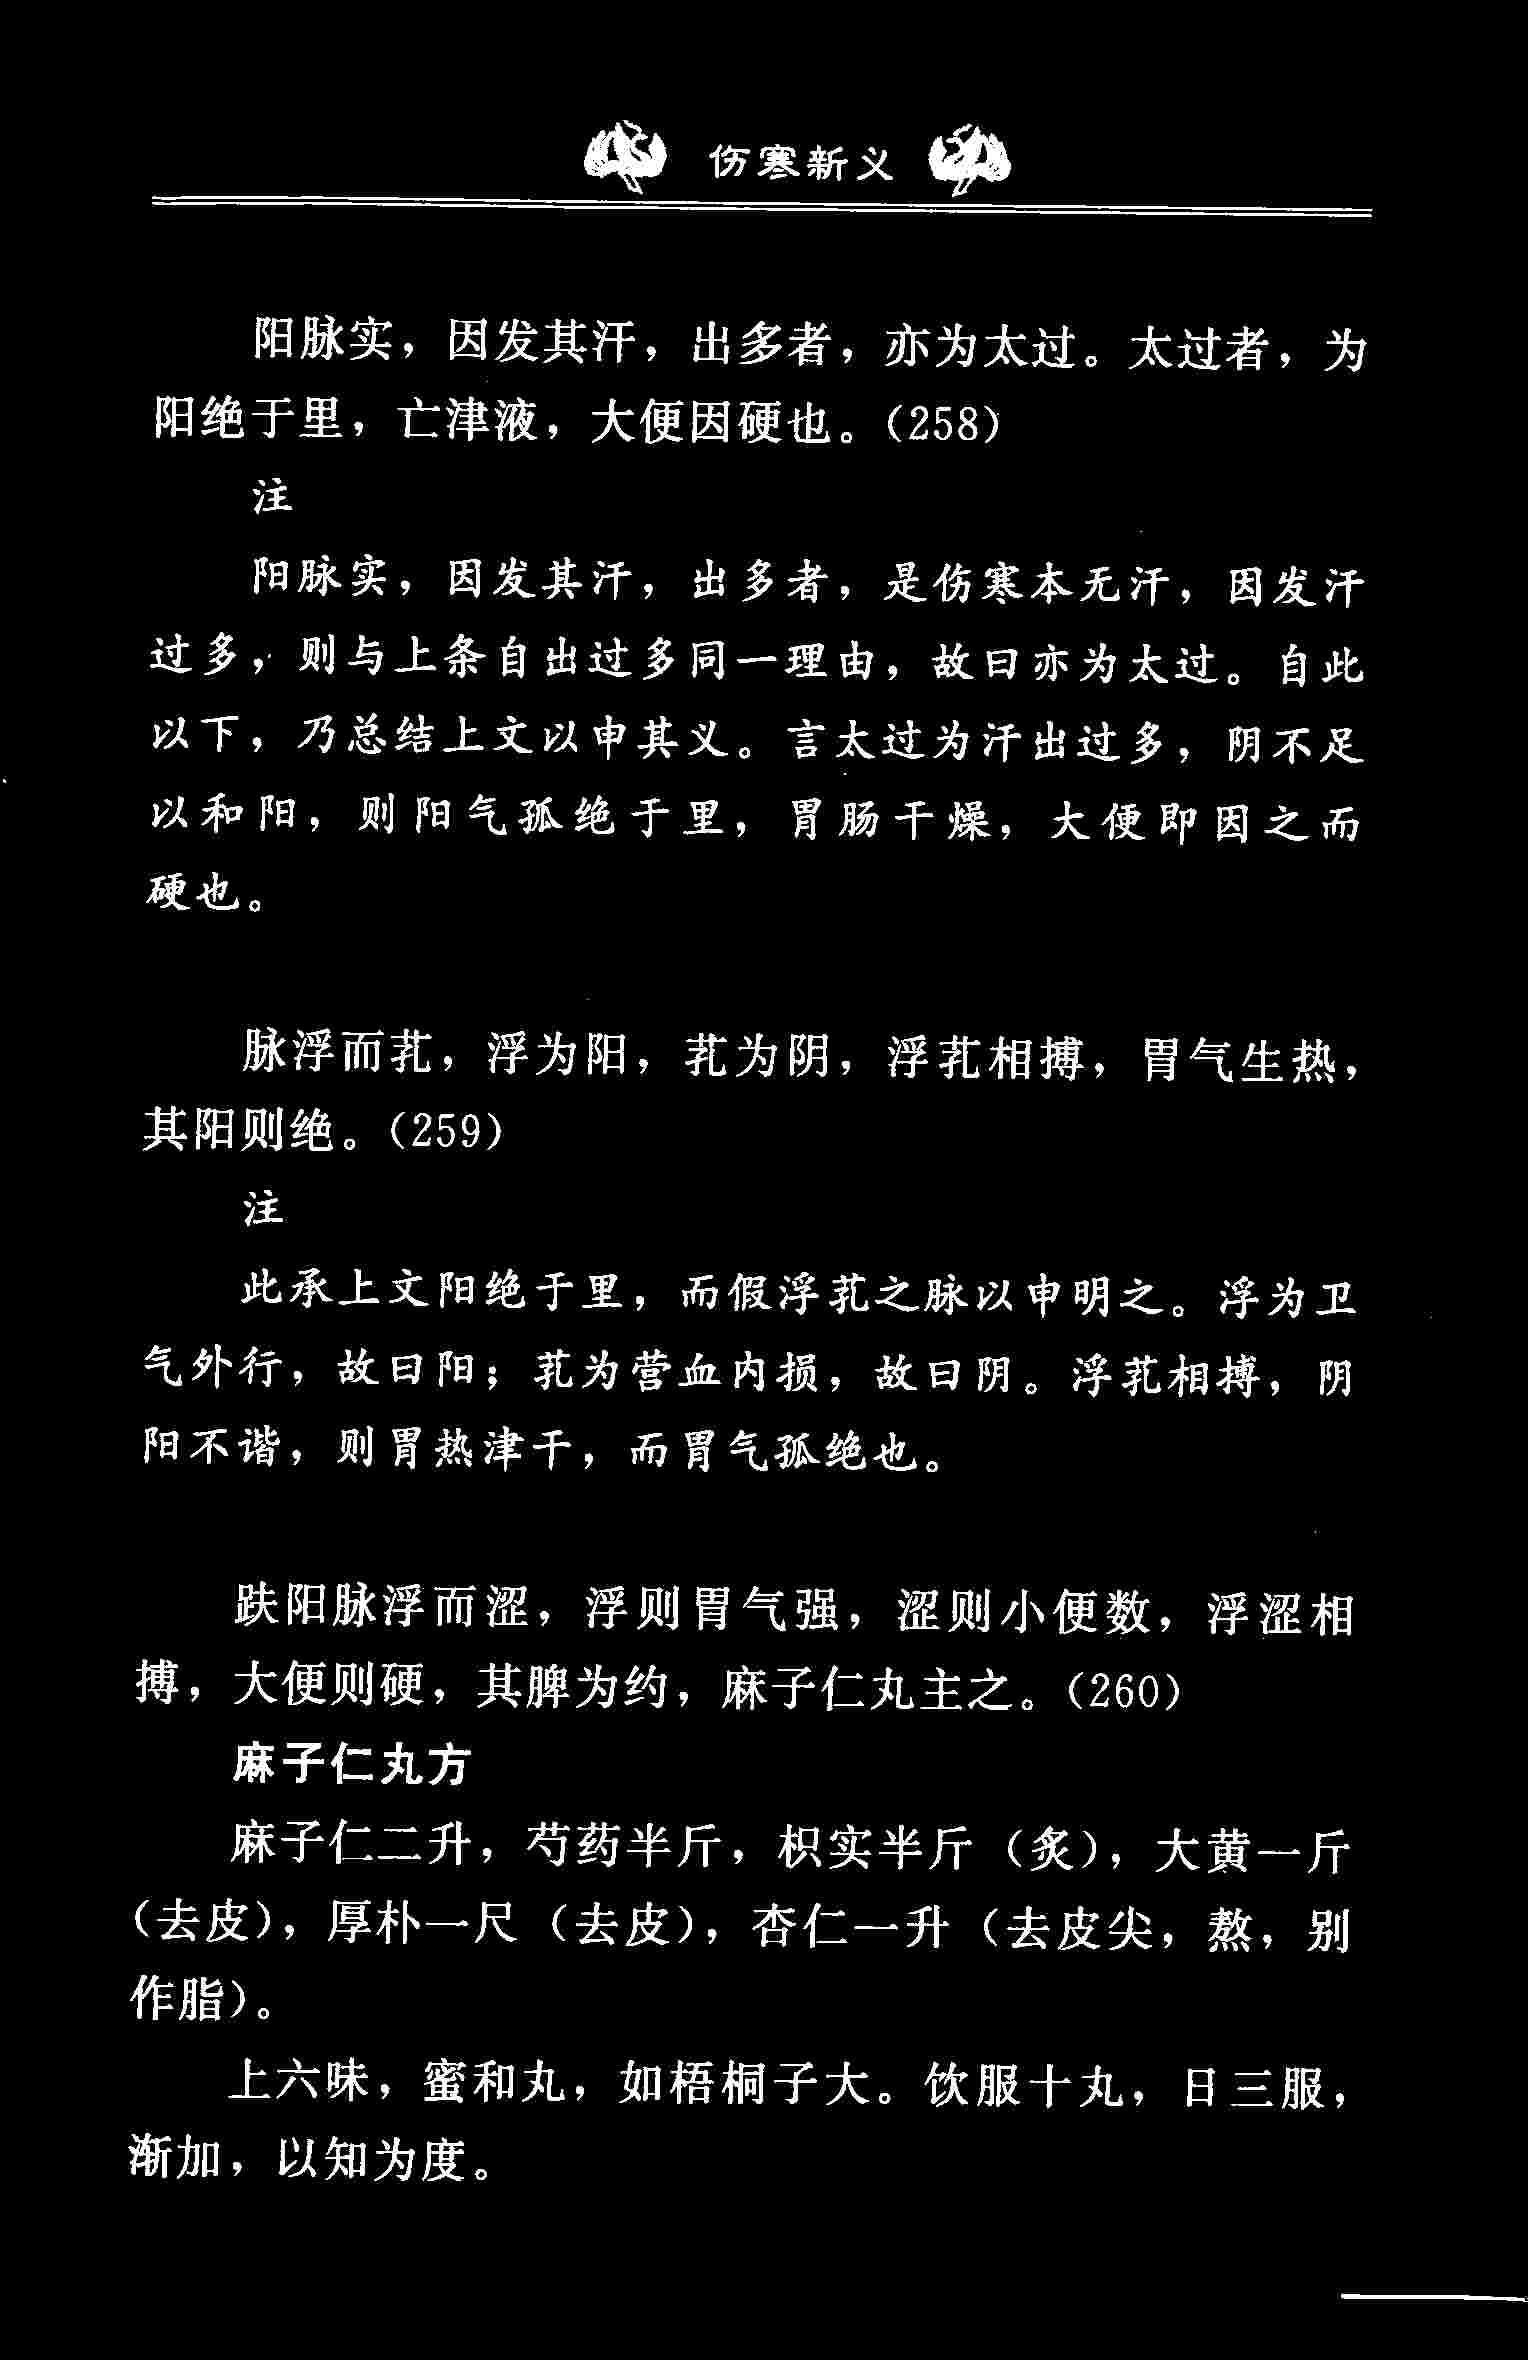 伤寒新义
阳脉实，因发其汗，出多者，亦为太过。太过者，为
阳绝于里，亡津液，大便因硬也。（258）
注
阳脉实，因发其汗，出多者，是伤寒本无汗，因发汗
过多，则与上条自出过多同一理由，故曰亦为太过。自此
以下，乃总结上文以申其义。言太过为汗出过多，阴不足
以和阳，则阳气孤绝于里，胃肠干燥，大便即因之而
硬也。
脉浮而芤，浮为阳，芤为阴，浮芤相搏，胃气生热，
其阳则绝。（259）
注
此承上文阳绝于里，而假浮芤之脉以申明之。浮为卫
气外行，故曰阳；芤为营血内损，故曰阴。浮芤相搏，阴
阳不谐，则胃热津干，而胃气孤绝也。
趺阳脉浮而涩，浮则胃气强，涩则小便数，浮涩相
搏，大便则硬，其脾为约，麻子仁丸主之。（260）
麻子仁丸方
麻子仁二升，芍药半斤，枳实半斤（炙），大黄一斤
（去皮），厚朴一尺（去皮），杏仁一升（去皮尖，熬，别
作脂）。
上六味，蜜和丸，如梧桐子大。饮服十丸，日三服，
渐加，以知为度。